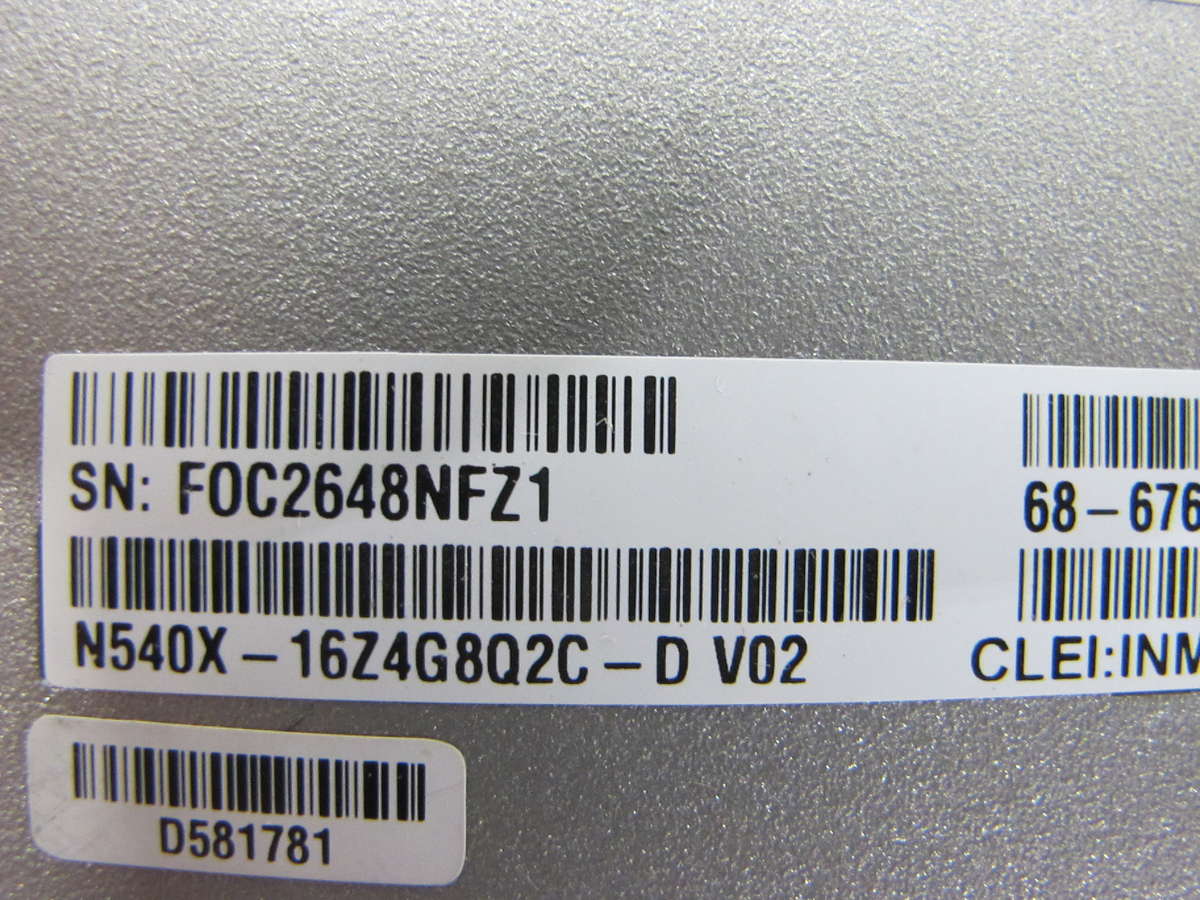 SN: FOC2648NFZ1
68-676
N540X-16Z4G8Q2C-D V02
CLEI:INM
D581781